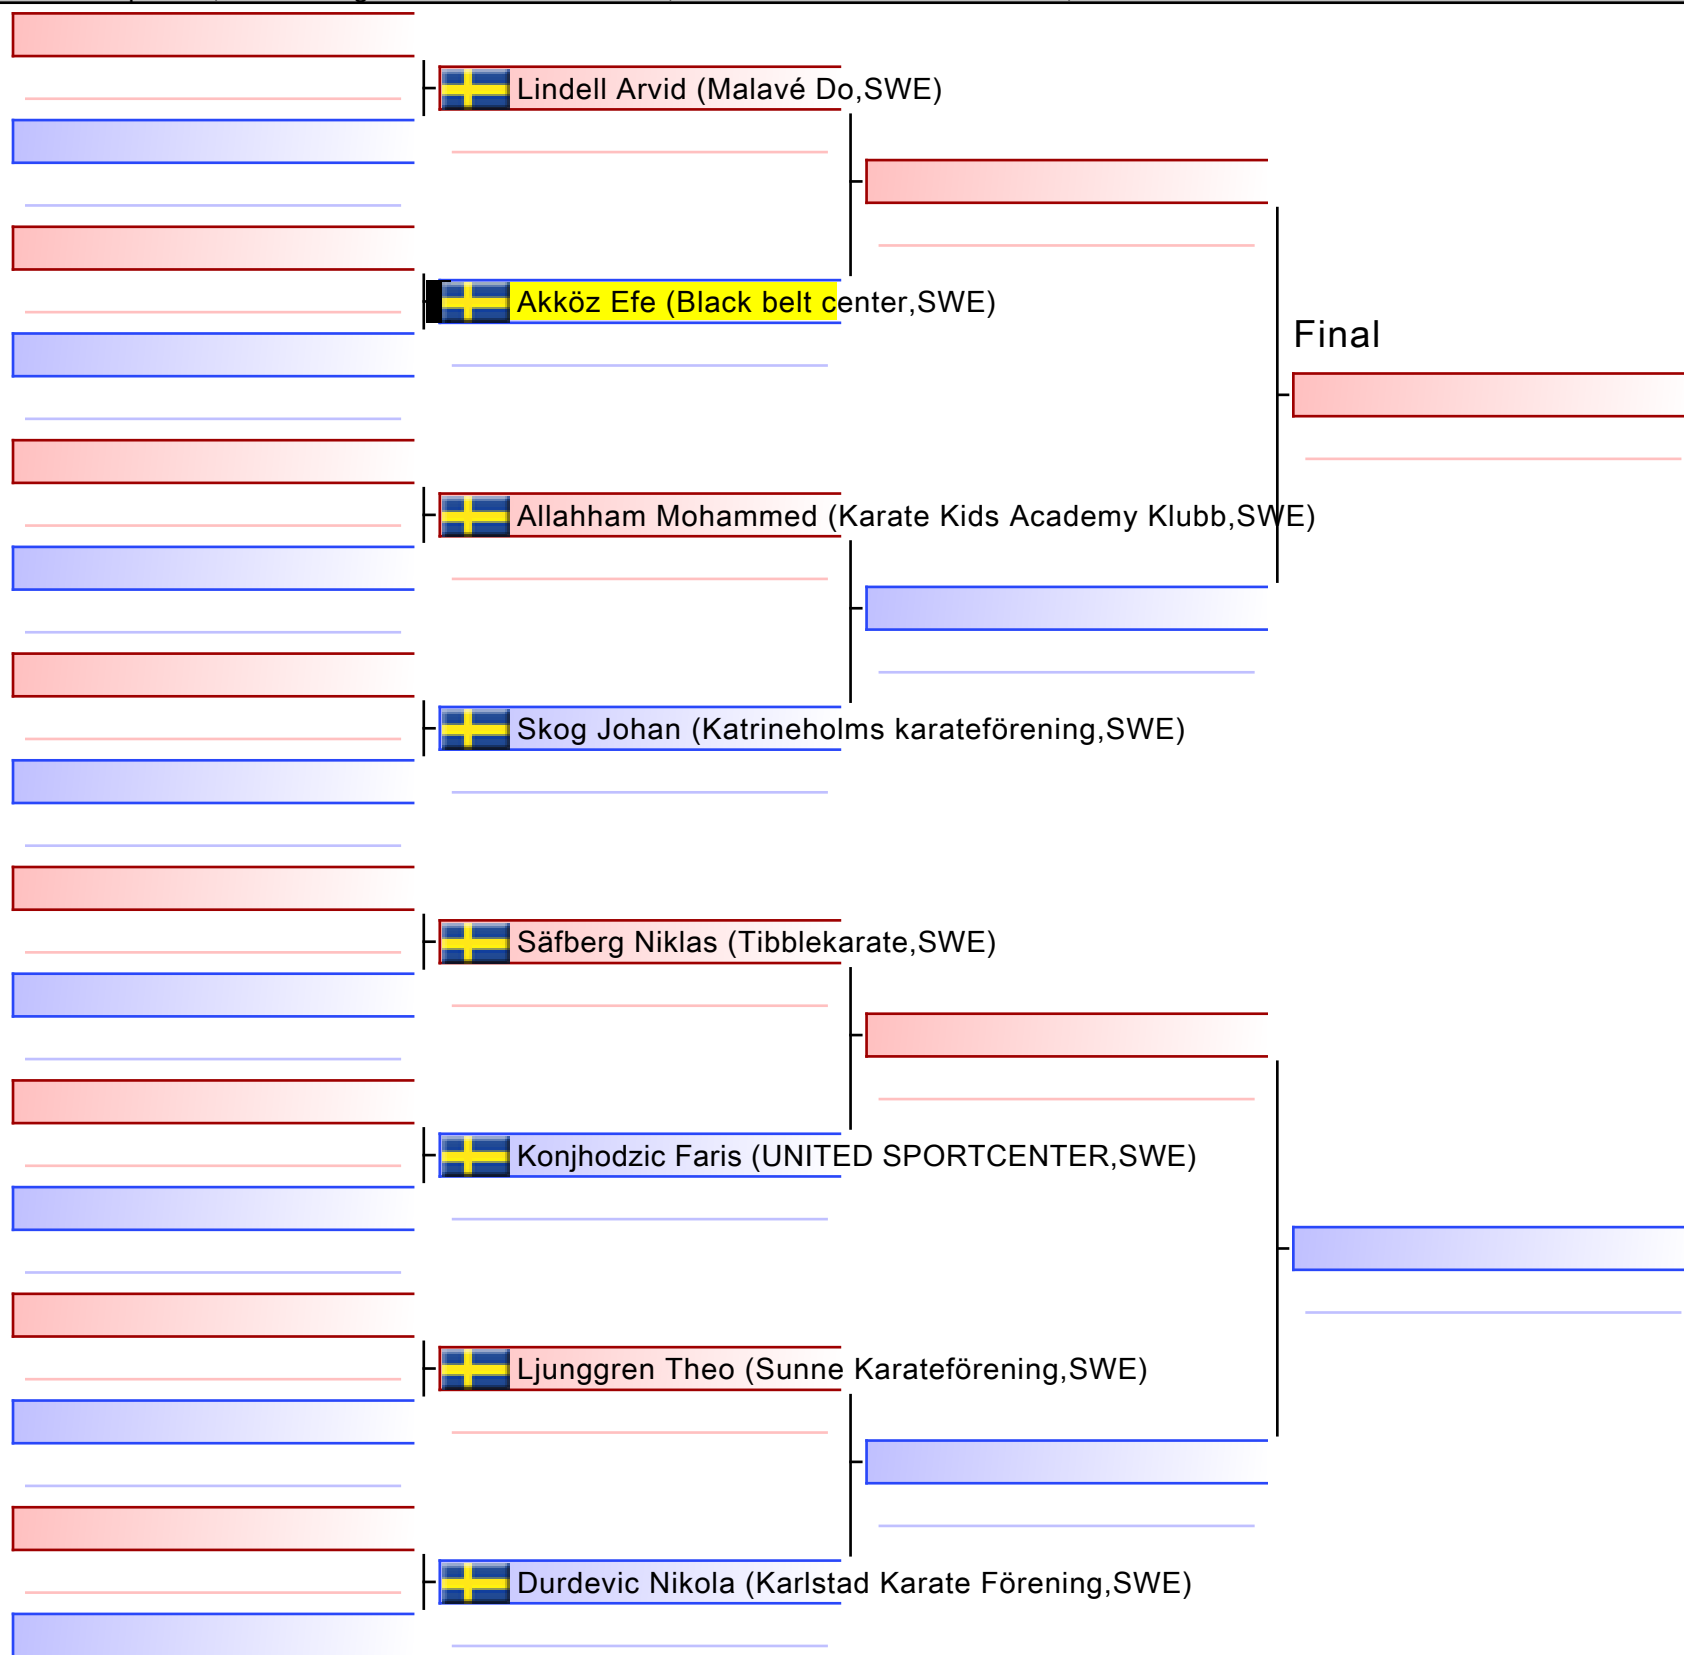 Lindell Arvid (Malavé Do,SWE)
Akköz Efe (Black belt center,SWE)
Final
Allahham Mohammed (Karate Kids Academy Klubb,SWE)
Skog Johan (Katrineholms karateförening,SWE)
Säfberg Niklas (Tibblekarate,SWE)
Konjhodzic Faris (UNITED SPORTCENTER,SWE)
Ljunggren Theo (Sunne Karateförening,SWE)
Durdevic Nikola (Karlstad Karate Förening,SWE)